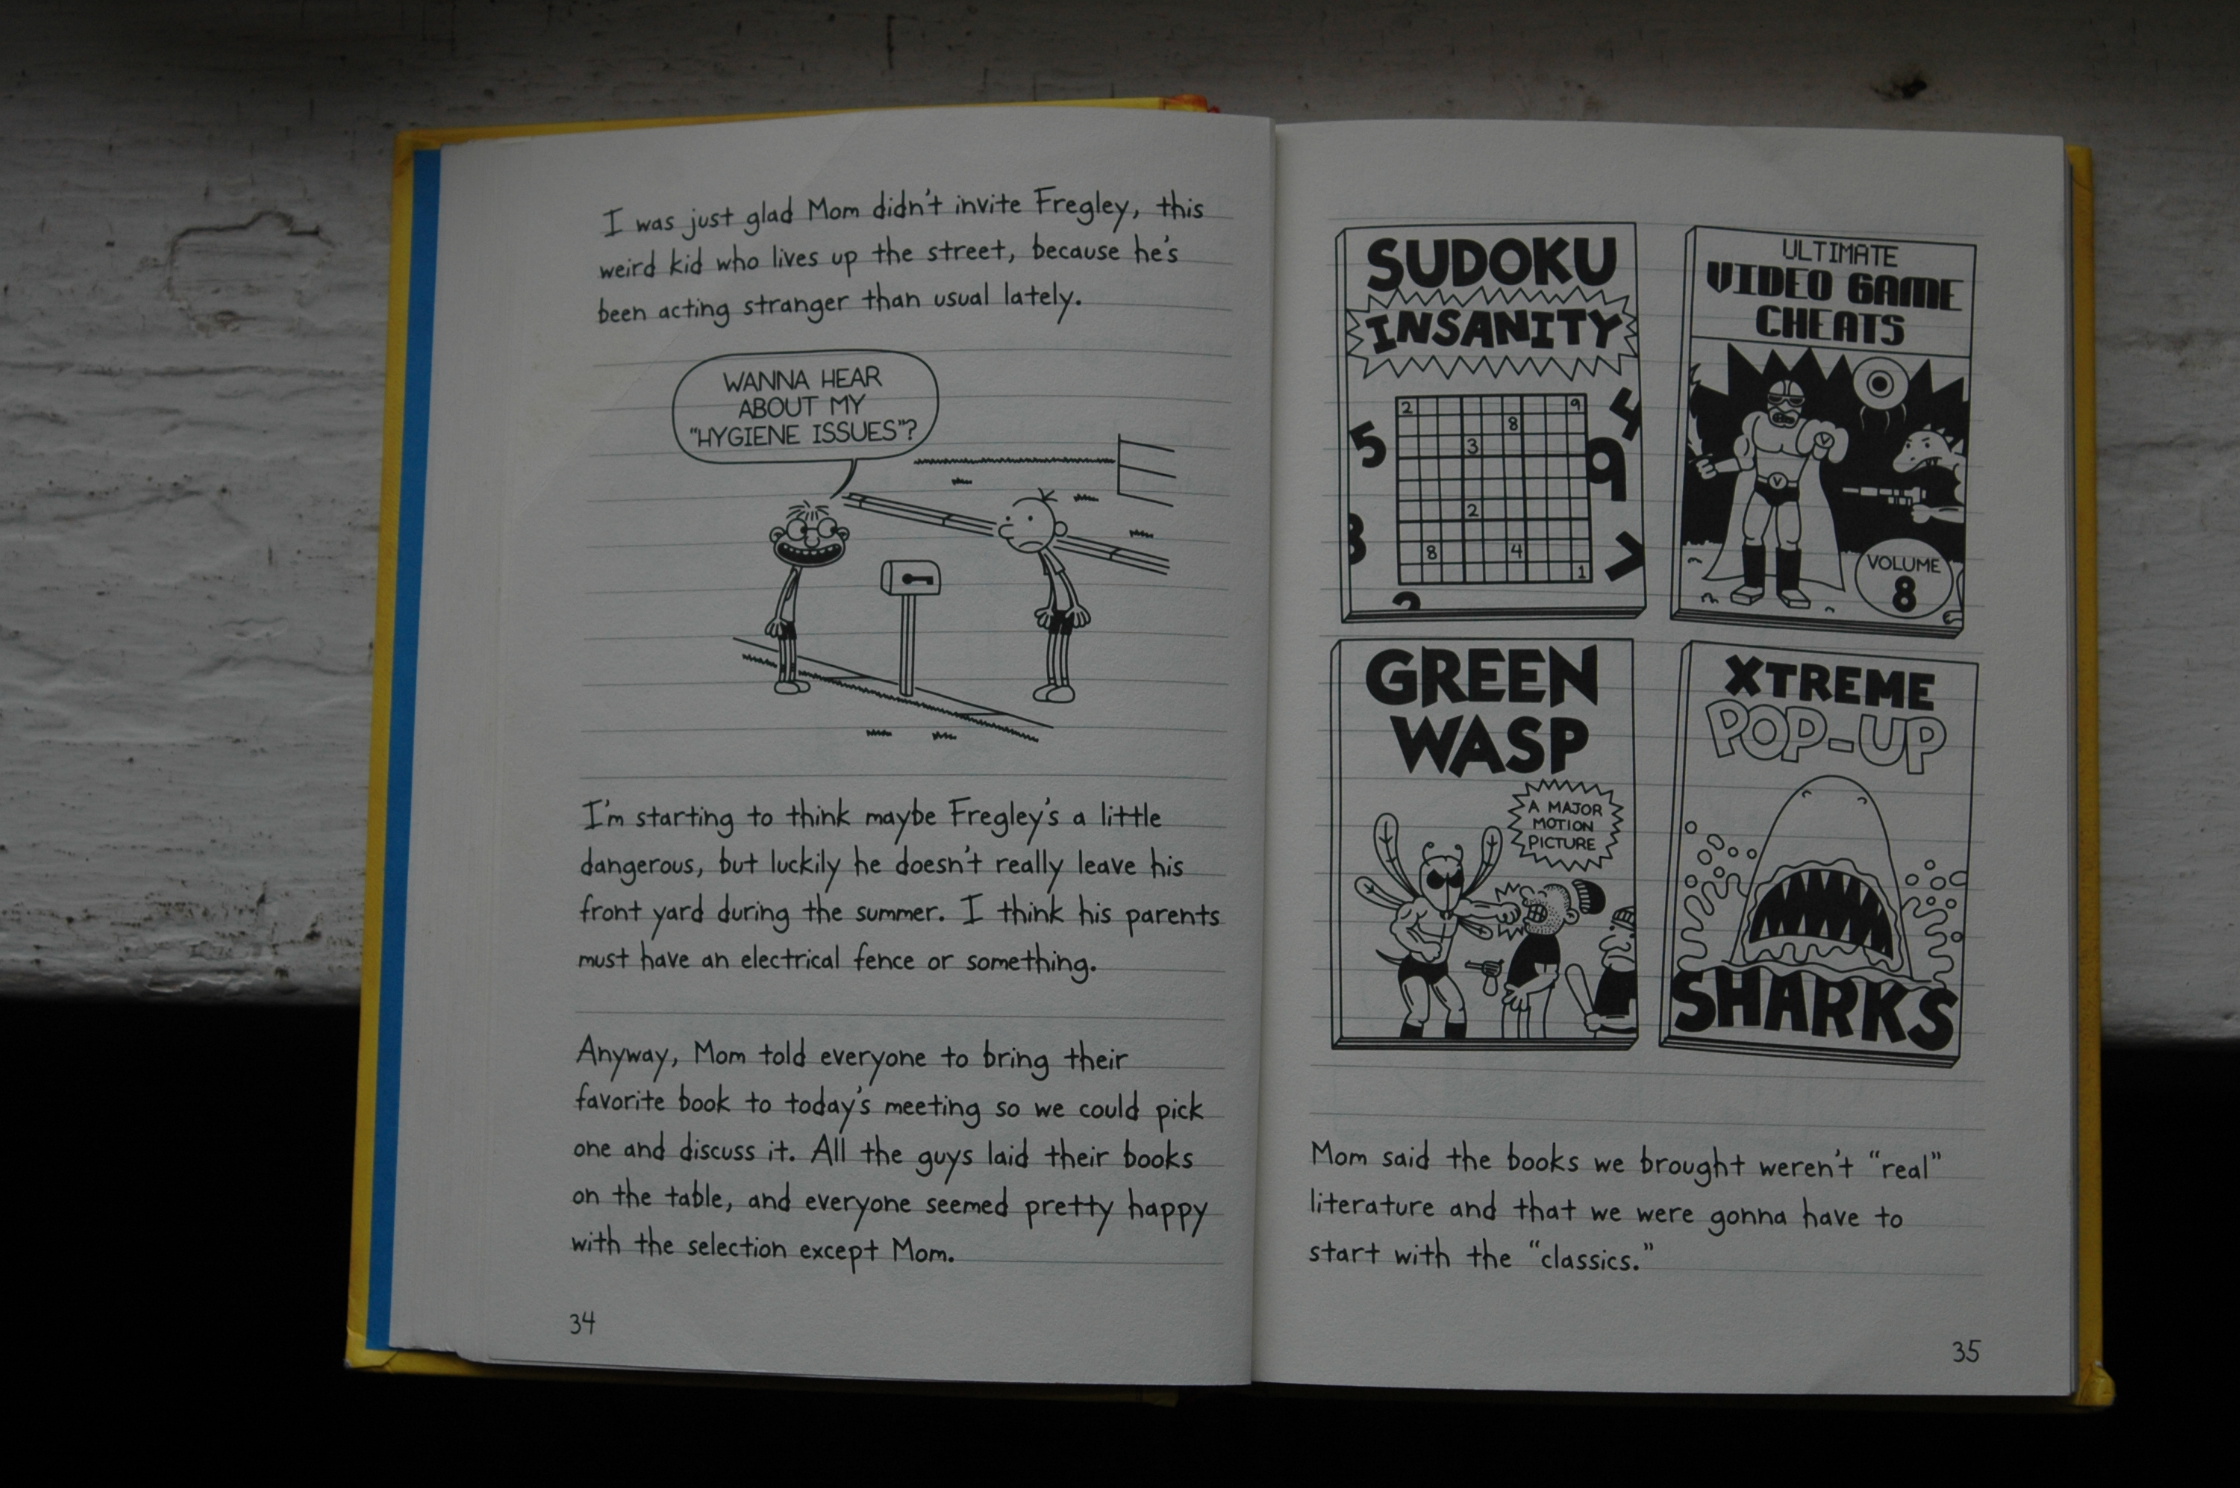 I was just glad Mom didn't invite Fregley, this
weird kid who lives up the street, because he's
been acting stranger than usual lately.
WANNA HEAR
ABOUT MY
"HYGIENE ISSUES"?
I'm starting to think maybe Fregley's a little
dangerous, but luckily he doesn't really leave his
front yard during the summer. I think his parents
must have an electrical fence or something.
Anyway, Mom told everyone to bring their
favorite book to today's meeting so we could pick
one and discuss it. All the guys laid their books
on the table, and everyone seemed pretty happy
with the selection except Mom.
34
SUDOKU
INSANITY
2 9
8
3
2
8 4
1
5
4
9
8
7
2
ULTIMATE
VIDEO GAME
CHEATS
V
V
VOLUME
8
GREEN
WASP
A MAJOR
MOTION
PICTURE
XTREME
POP-UP
SHARKS
Mom said the books we brought weren't "real"
literature and that we were gonna have to
start with the "classics."
35